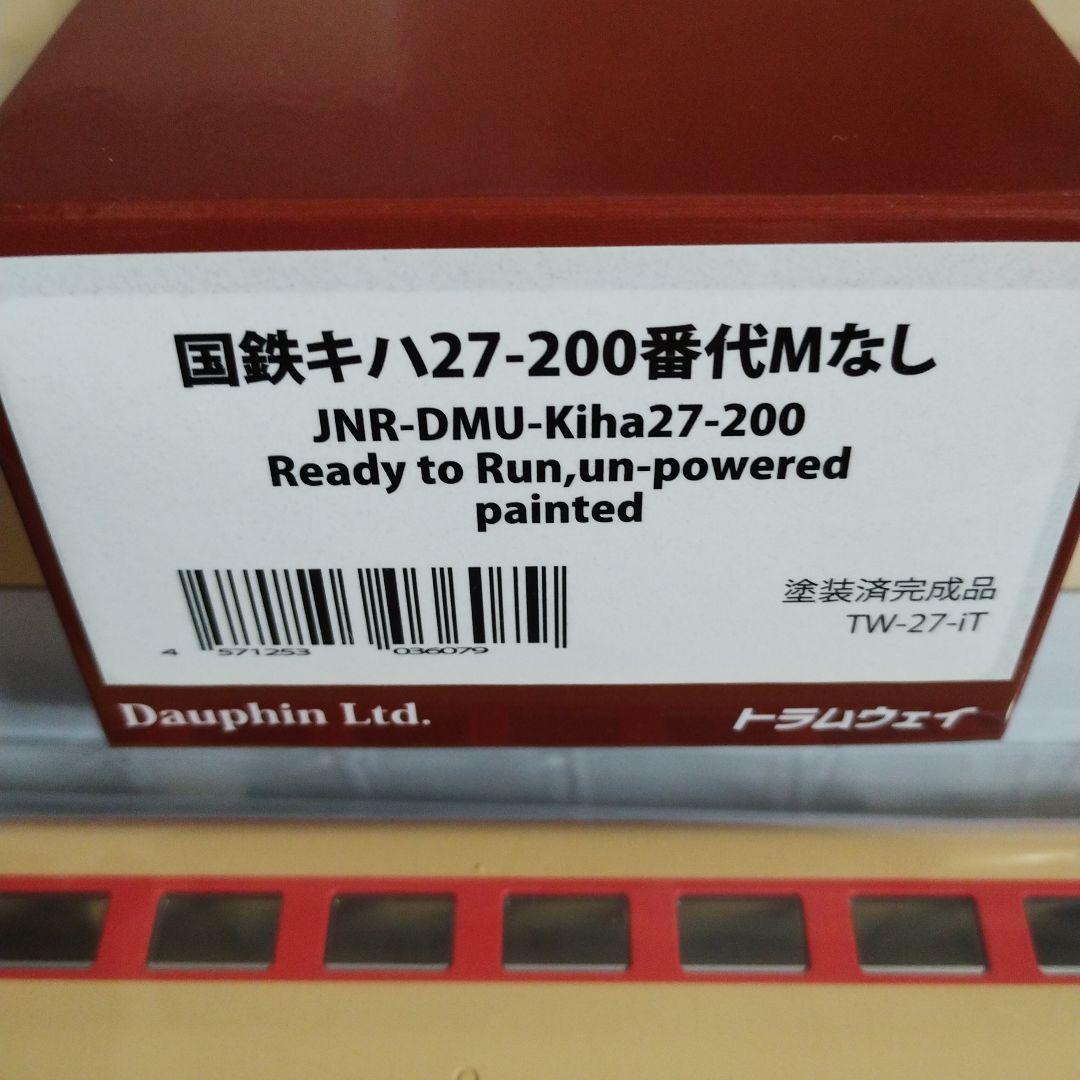 国鉄キハ27-200番代Mなし
JNR-DMU-Kiha27-200
Ready to Run,un-powered
painted
塗装済完成品
TW-27-iT
4 571253 036079
Dauphin Ltd.
トラムウェイ